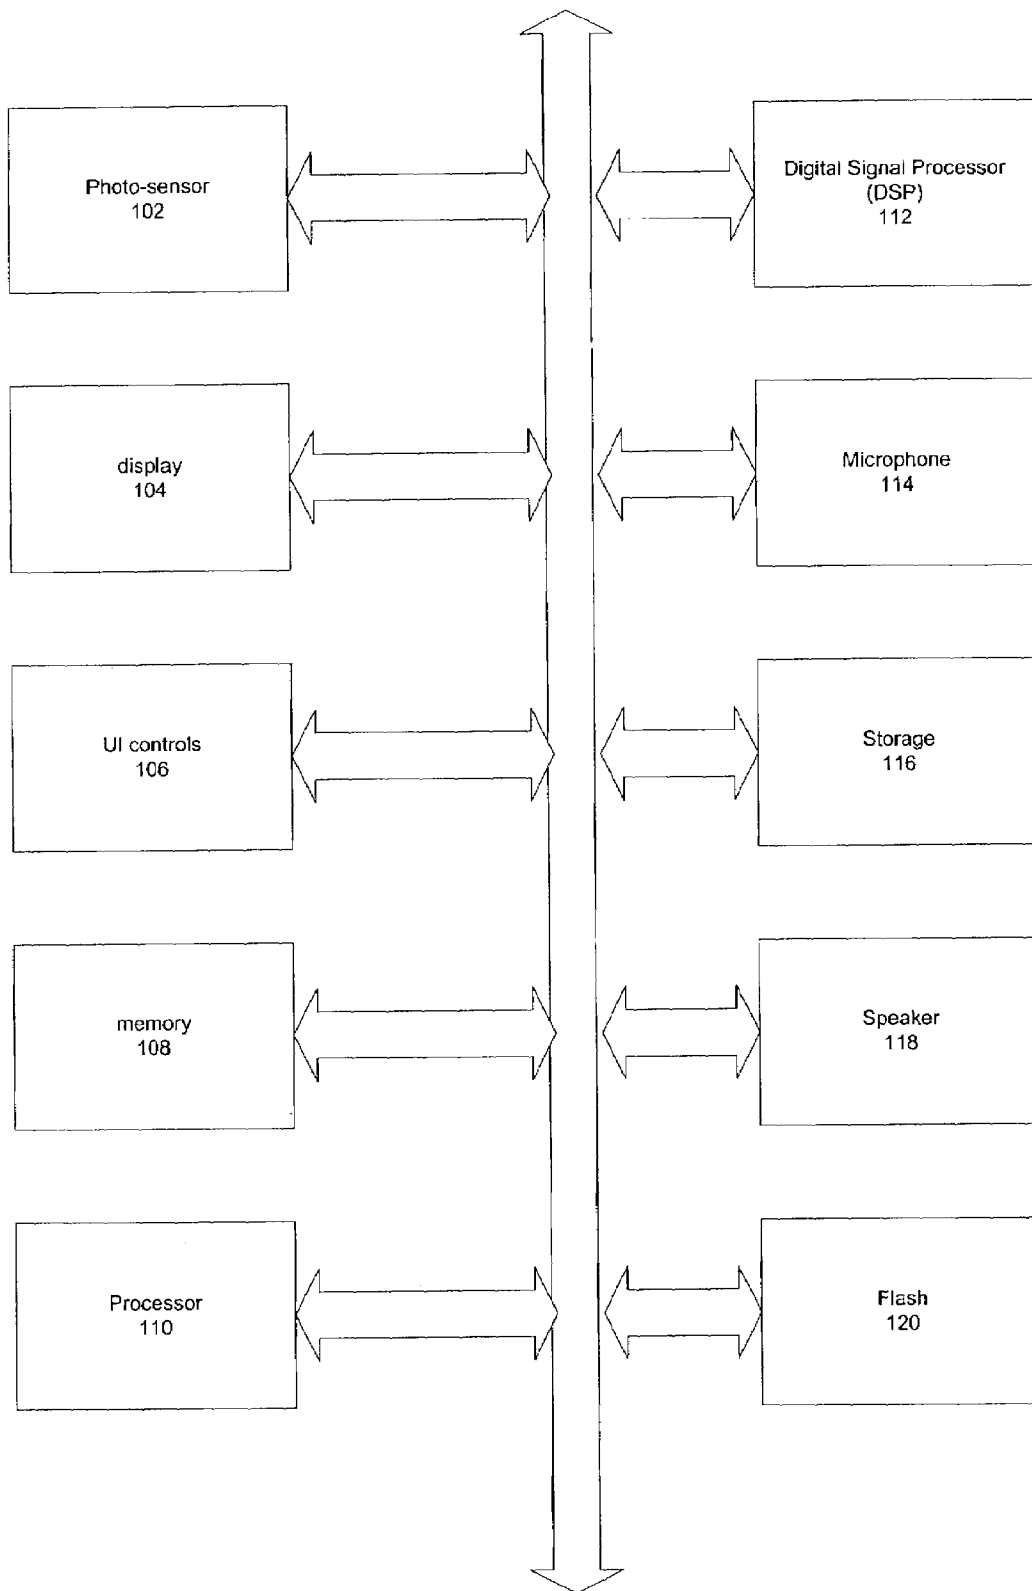 Photo-sensor
102
Digital Signal Processor
(DSP)
112
display
104
Microphone
114
UI controls
106
Storage
116
memory
108
Speaker
118
Processor
110
Flash
120